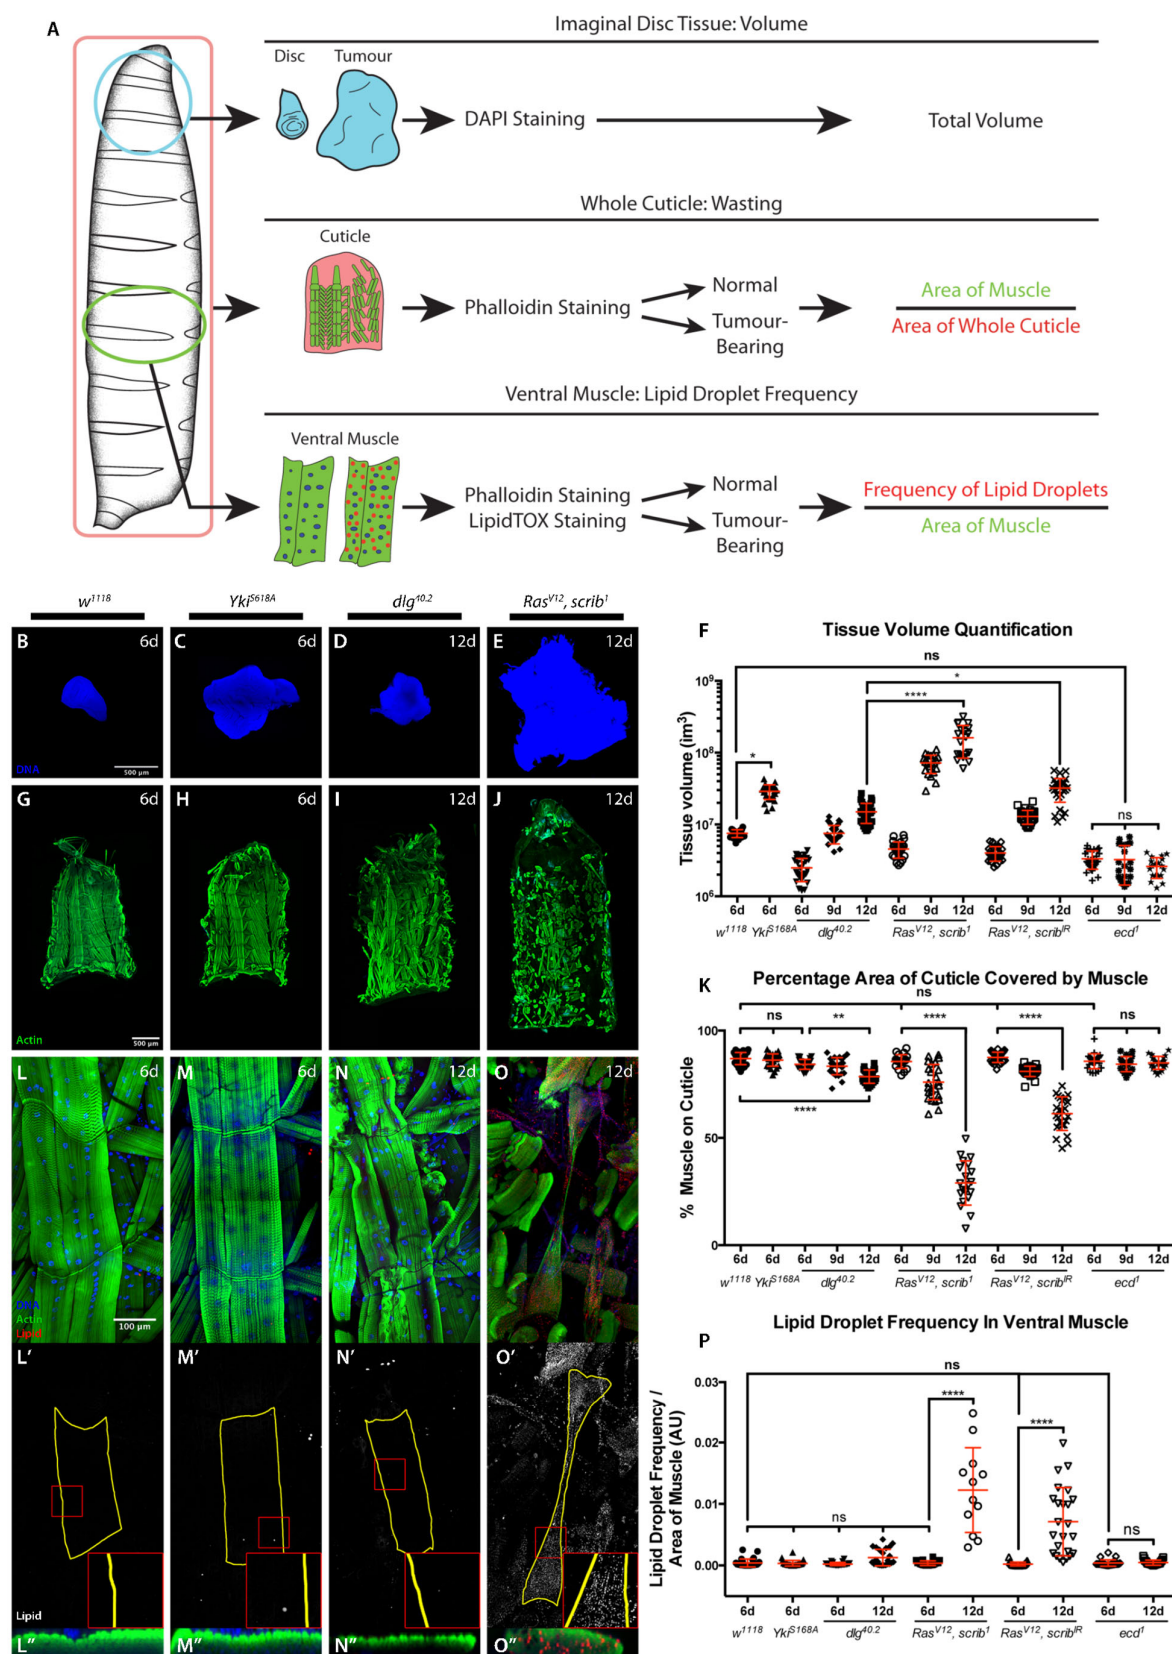 A
Imaginal Disc Tissue: Volume
Disc
Tumour
DAPI Staining
Total Volume
Whole Cuticle: Wasting
Cuticle
Phalloidin Staining
Normal
Tumour-
Bearing
Area of Muscle
Area of Whole Cuticle
Ventral Muscle: Lipid Droplet Frequency
Ventral Muscle
Phalloidin Staining
LipidTOX Staining
Normal
Tumour-
Bearing
Frequency of Lipid Droplets
Area of Muscle
w1118
YkiS618A
dlg40.2
RasV12, scrib1
B 6d
DNA
500 µm
C 6d
D 12d
E 12d
F
Tissue Volume Quantification
Tissue volume (im3)
10^9
10^8
10^7
10^6
ns
*
****
*
ns
6d 6d 6d 9d 12d 6d 9d 12d 6d 9d 12d 6d 9d 12d
w1118 YkiS168A dlg40.2 RasV12, scrib1 RasV12, scribIR ecd1
G 6d
Actin
500 µm
H 6d
I 12d
J 12d
K
Percentage Area of Cuticle Covered by Muscle
% Muscle on Cuticle
100
50
0
ns
ns
**
****
****
ns
****
6d 6d 6d 9d 12d 6d 9d 12d 6d 9d 12d 6d 9d 12d
w1118 YkiS168A dlg40.2 RasV12, scrib1 RasV12, scribIR ecd1
L 6d
DNA
Actin
Lipid
100 µm
M 6d
N 12d
O 12d
L'
Lipid
M'
N'
O'
L"
M"
N"
O"
P
Lipid Droplet Frequency In Ventral Muscle
Lipid Droplet Frequency /
Area of Muscle (AU)
0.03
0.02
0.01
0.00
ns
****
****
ns
ns
6d 6d 6d 12d 6d 12d 6d 12d 6d 12d
w1118 YkiS168A dlg40.2 RasV12, scrib1 RasV12, scribIR ecd1